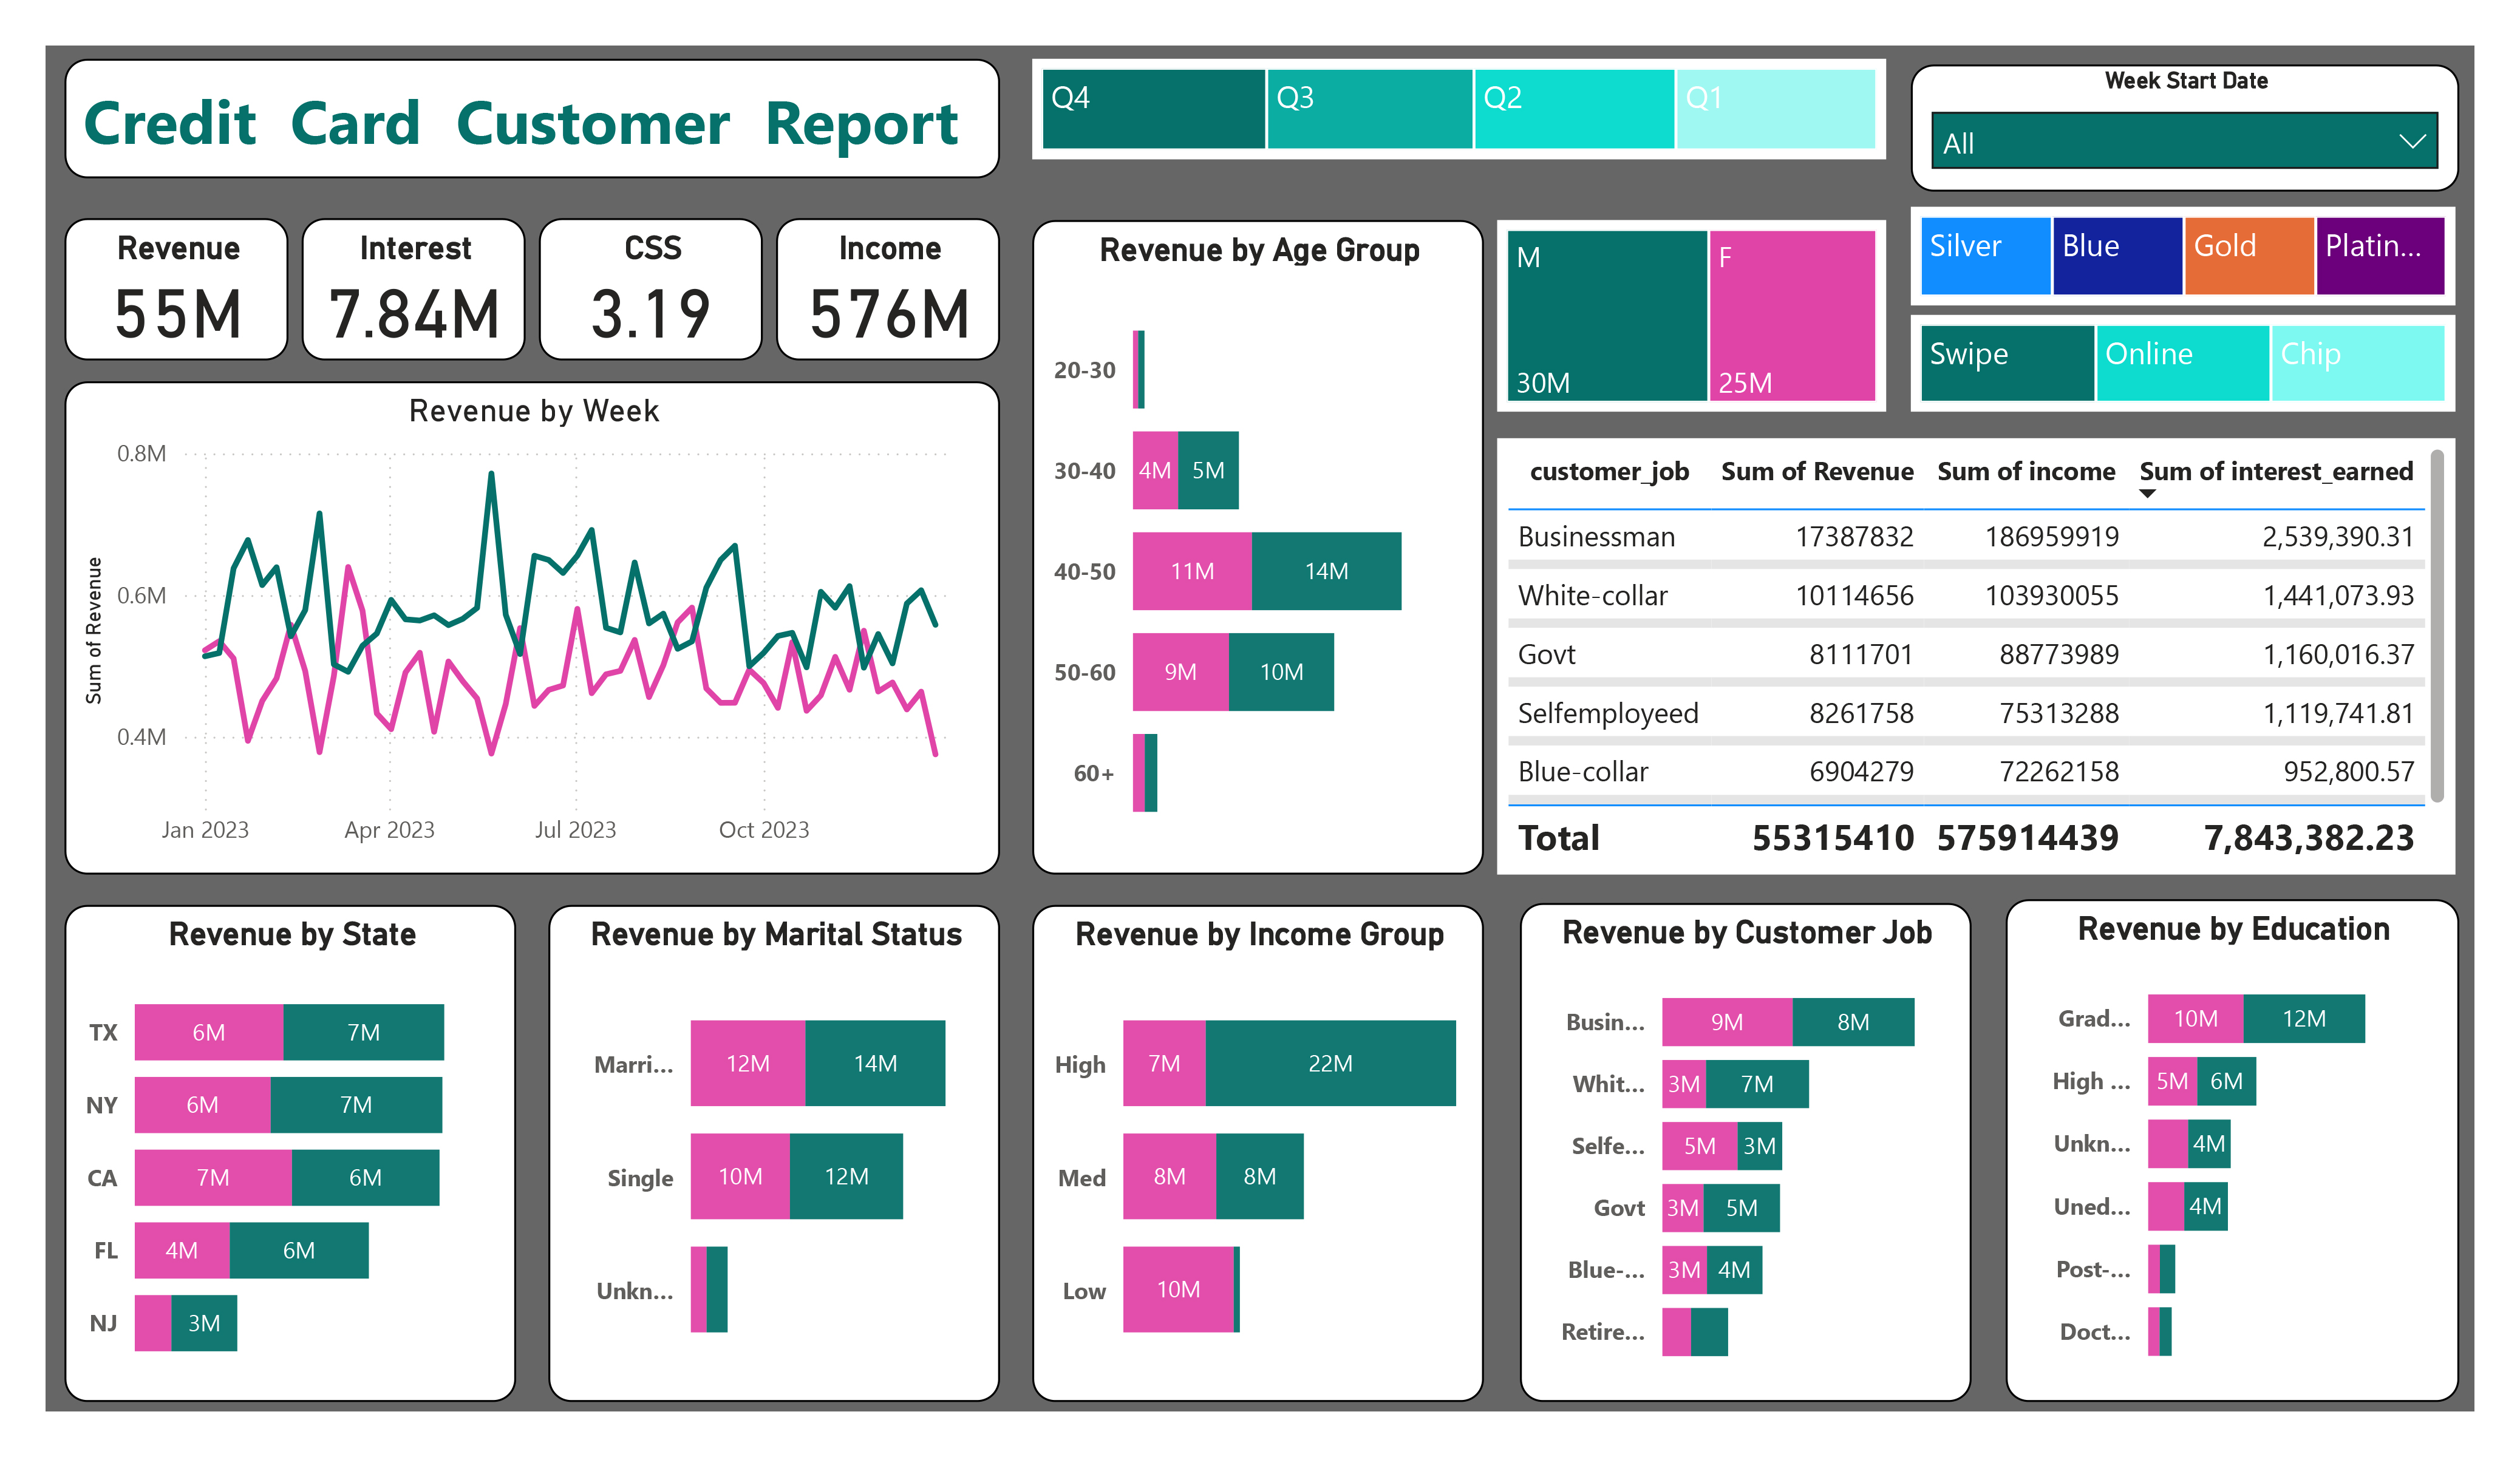 Credit Card Customer Report
Q4 Q3 Q2 Q1
Week Start Date
All
Revenue
55M
Interest
7.84M
CSS
3.19
Income
576M
Revenue by Week
0.8M
0.6M
0.4M
Sum of Revenue
Jan 2023 Apr 2023 Jul 2023 Oct 2023
Revenue by Age Group
20-30
30-40 4M 5M
40-50 11M 14M
50-60 9M 10M
60+
M
30M
F
25M
Silver Blue Gold Platin...
Swipe Online Chip
customer_job Sum of Revenue Sum of income Sum of interest_earned
Businessman 17387832 186959919 2,539,390.31
White-collar 10114656 103930055 1,441,073.93
Govt 8111701 88773989 1,160,016.37
Selfemployeed 8261758 75313288 1,119,741.81
Blue-collar 6904279 72262158 952,800.57
Total 55315410 575914439 7,843,382.23
Revenue by State
TX 6M 7M
NY 6M 7M
CA 7M 6M
FL 4M 6M
NJ 3M
Revenue by Marital Status
Marri... 12M 14M
Single 10M 12M
Unkn...
Revenue by Income Group
High 7M 22M
Med 8M 8M
Low 10M
Revenue by Customer Job
Busin... 9M 8M
Whit... 3M 7M
Selfe... 5M 3M
Govt 3M 5M
Blue-... 3M 4M
Retire...
Revenue by Education
Grad... 10M 12M
High ... 5M 6M
Unkn... 4M
Uned... 4M
Post-...
Doct...